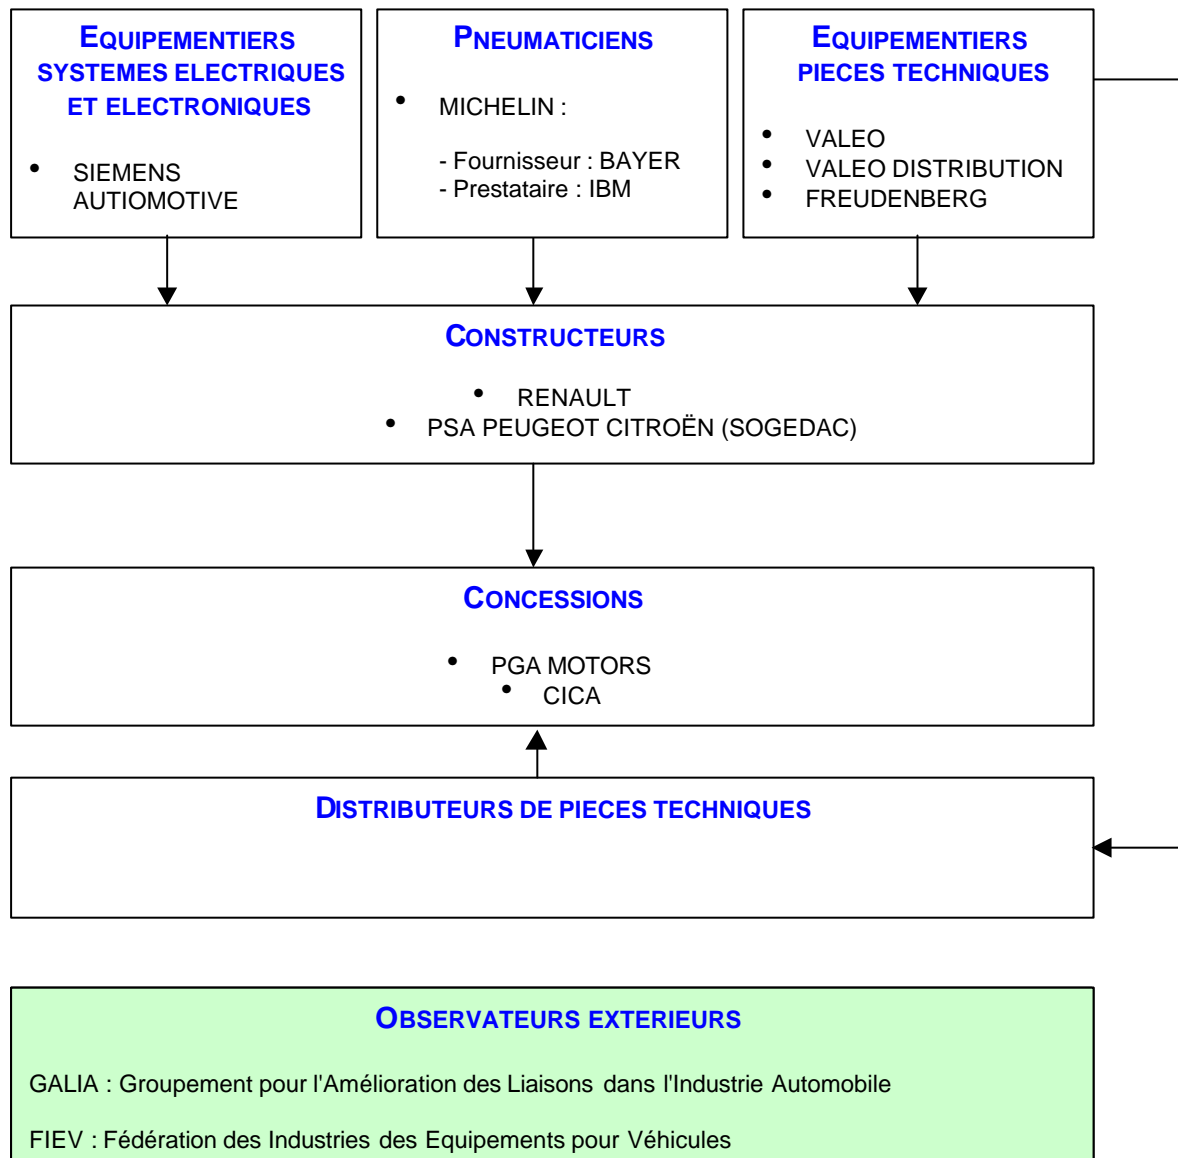 EQUIPEMENTIERS
SYSTEMES ELECTRIQUES
ET ELECTRONIQUES
• SIEMENS
AUTIOMOTIVE
PNEUMATICIENS
• MICHELIN :
- Fournisseur : BAYER
- Prestataire : IBM
EQUIPEMENTIERS
PIECES TECHNIQUES
• VALEO
• VALEO DISTRIBUTION
• FREUDENBERG
CONSTRUCTEURS
• RENAULT
• PSA PEUGEOT CITROËN (SOGEDAC)
CONCESSIONS
• PGA MOTORS
• CICA
DISTRIBUTEURS DE PIECES TECHNIQUES
OBSERVATEURS EXTERIEURS
GALIA : Groupement pour l'Amélioration des Liaisons dans l'Industrie Automobile
FIEV : Fédération des Industries des Equipements pour Véhicules